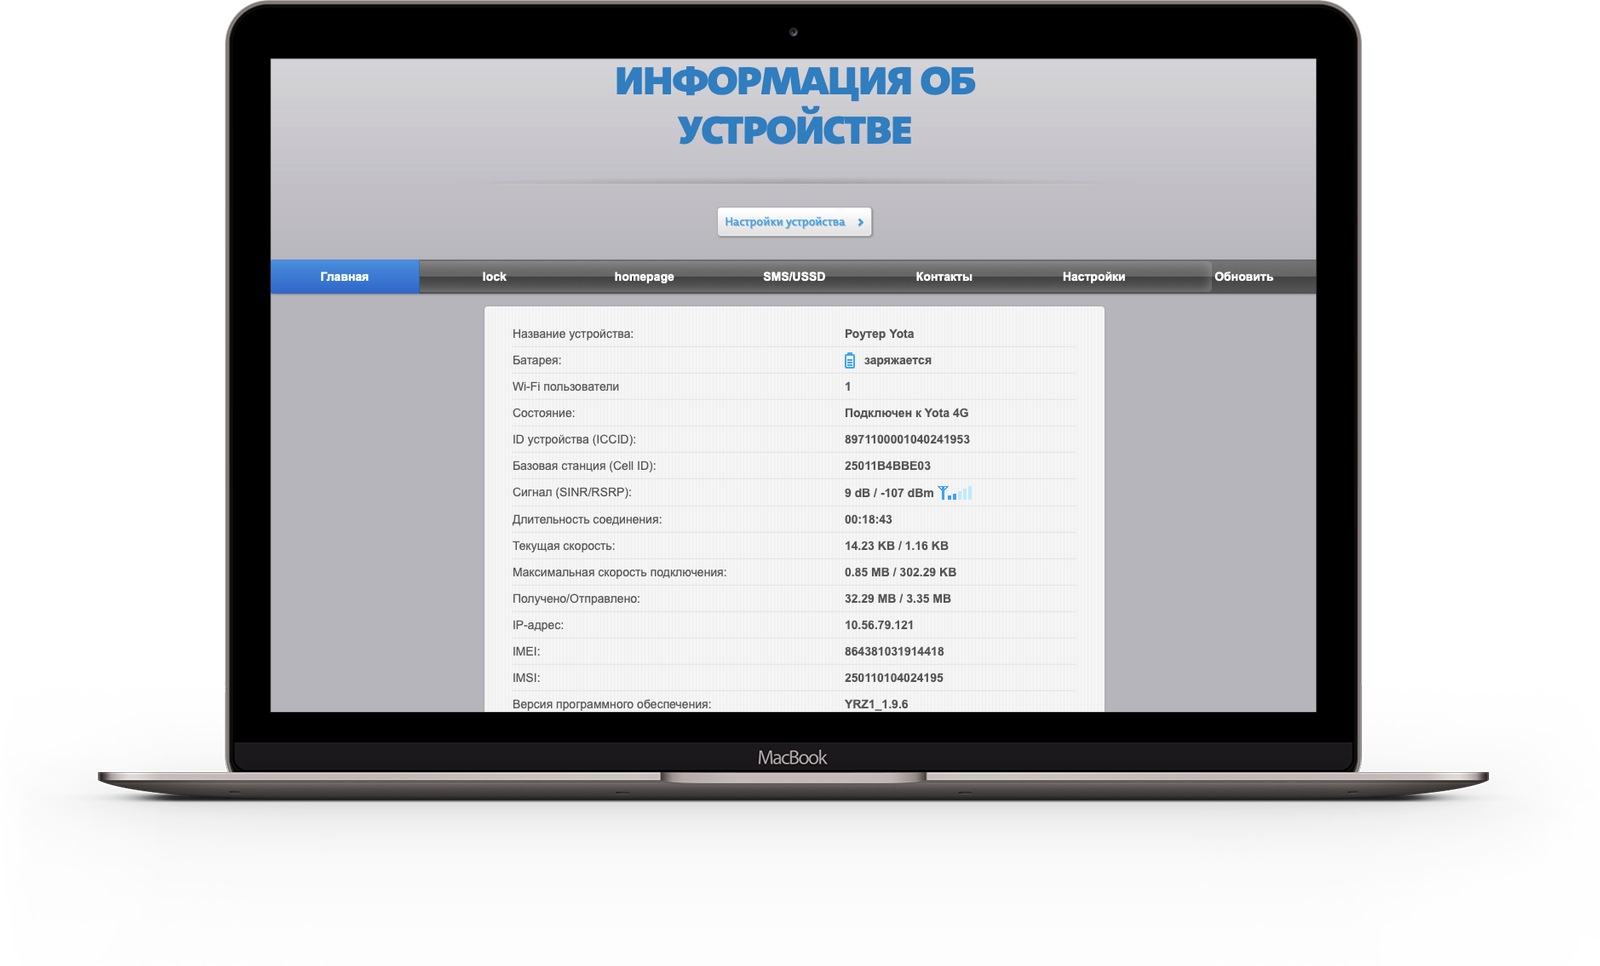 ИНФОРМАЦИЯ ОБ
УСТРОЙСТВЕ
Настройки устройства
Главная lock homepage SMS/USSD Контакты Настройки Обновить
Название устройства: Роутер Yota
Батарея: заряжается
Wi-Fi пользователи 1
Состояние: Подключен к Yota 4G
ID устройства (ICCID): 8971100001040241953
Базовая станция (Cell ID): 25011B4BBE03
Сигнал (SINR/RSRP): 9 dB / -107 dBm
Длительность соединения: 00:18:43
Текущая скорость: 14.23 KB / 1.16 KB
Максимальная скорость подключения: 0.85 MB / 302.29 KB
Получено/Отправлено: 32.29 MB / 3.35 MB
IP-адрес: 10.56.79.121
IMEI: 864381031914418
IMSI: 250110104024195
Версия программного обеспечения: YRZ1_1.9.6
MacBook